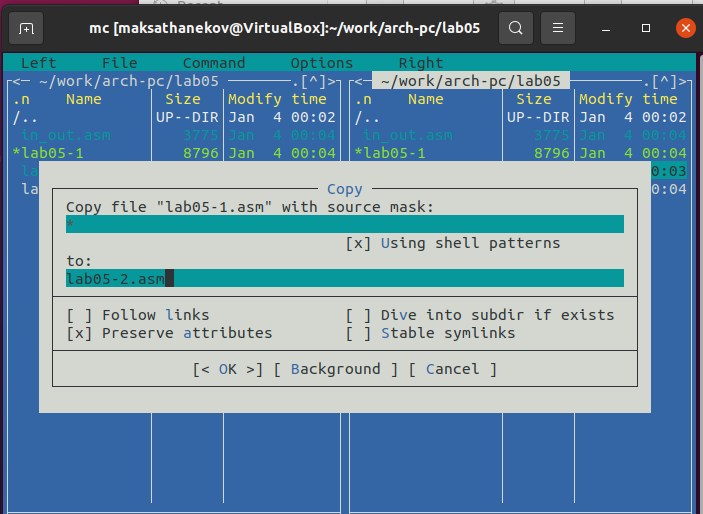 mc [maksathanekov@VirtualBox]:~/work/arch-pc/lab05
Left File Command Options Right
<─ ~/work/arch-pc/lab05 ───────.[^]>
.n Name Size Modify time
/.. UP--DIR Jan 4 00:02
in_out.asm 3775 Jan 4 00:04
*lab05-1 8796 Jan 4 00:04
la
la
<─ ~/work/arch-pc/lab05 ───────.[^]>
.n Name Size Modify time
/.. UP--DIR Jan 4 00:02
in_out.asm 3775 Jan 4 00:04
*lab05-1 8796 Jan 4 00:04
0:03
0:04
Copy
Copy file "lab05-1.asm" with source mask:
*
[x] Using shell patterns
to:
lab05-2.asm
[ ] Follow links [ ] Dive into subdir if exists
[x] Preserve attributes [ ] Stable symlinks
[< OK >] [ Background ] [ Cancel ]